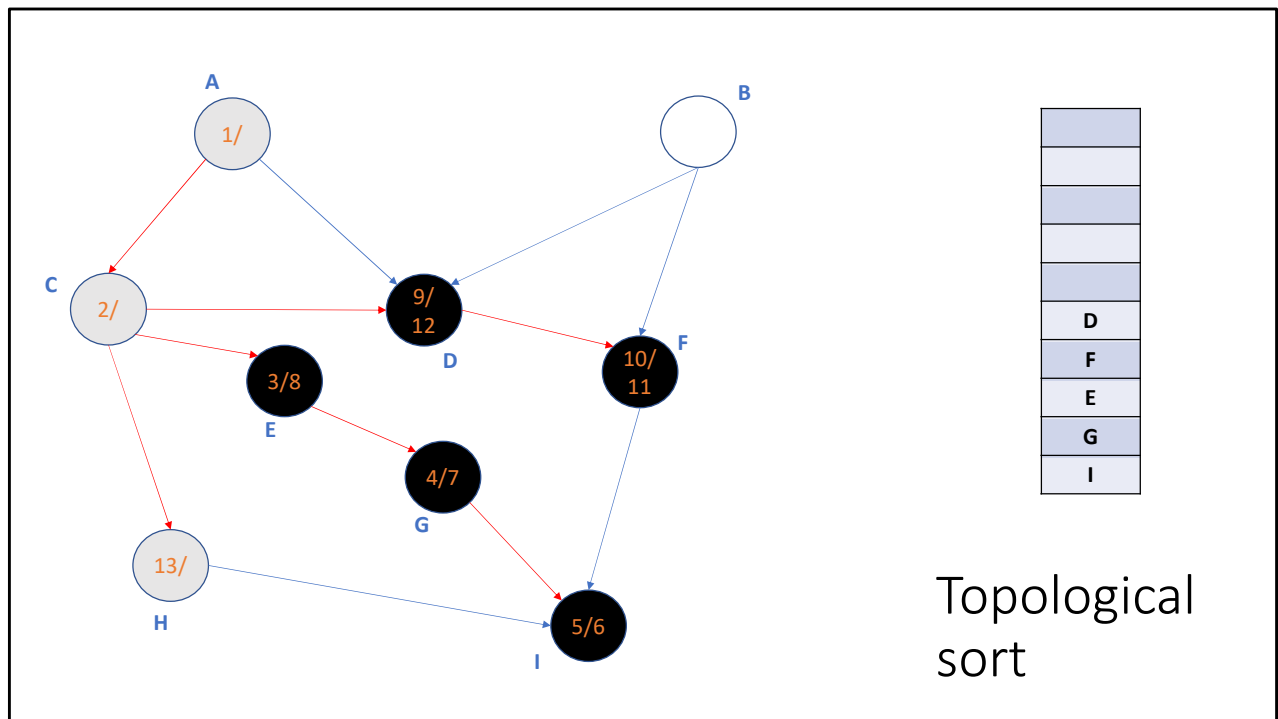 A
B
1/
C
2/
9/
12
D
F
10/
11
3/8
E
4/7
G
13/
H
5/6
I
D
F
E
G
I
Topological
sort